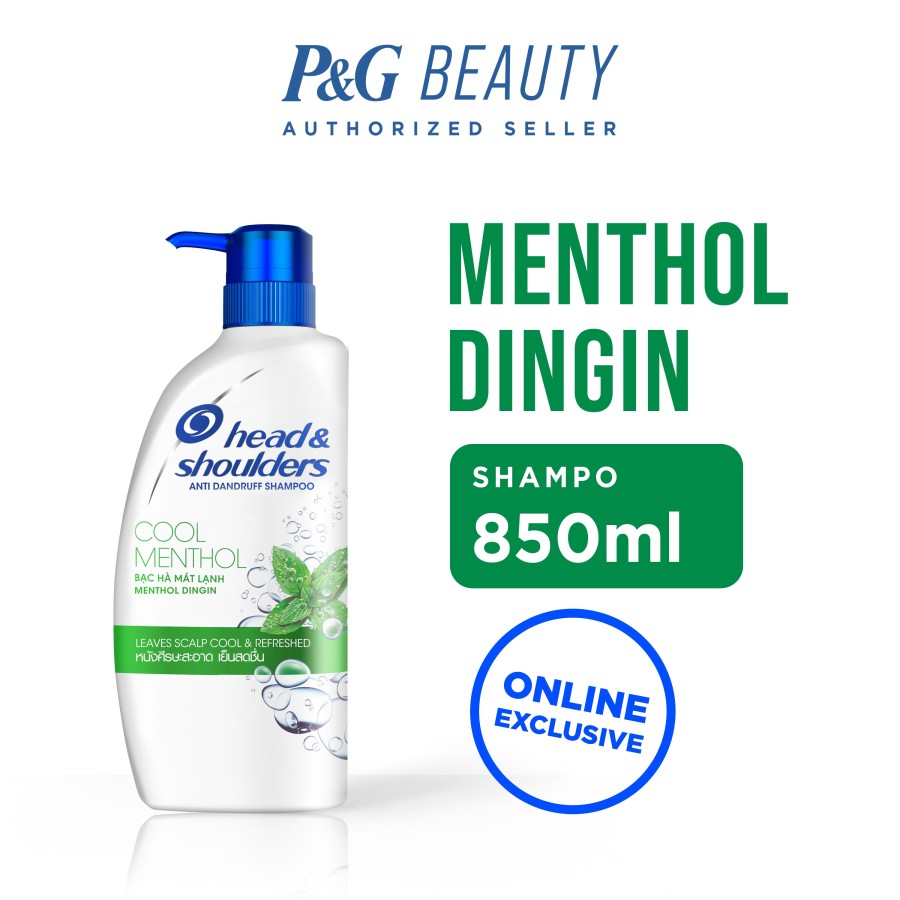 P&G BEAUTY
AUTHORIZED SELLER
head &
shoulders
ANTI DANDRUFF SHAMPOO
COOL
MENTHOL
BẠC HÀ MÁT LẠNH
MENTHOL DINGIN
LEAVES SCALP COOL & REFRESHED
หนังศีรษะสะอาด เย็นสดชื่น
MENTHOL
DINGIN
SHAMPO
850ml
ONLINE
EXCLUSIVE